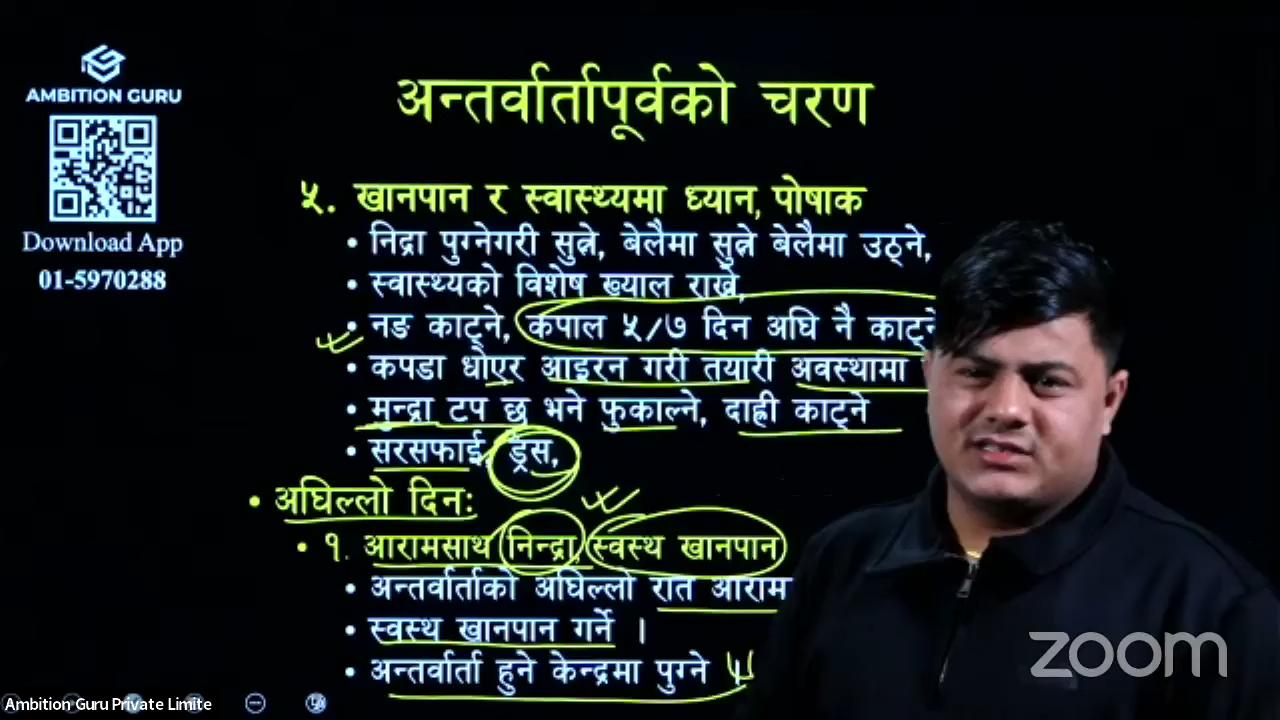 AMBITION GURU
Download App
01-5970288
अन्तर्वार्तापूर्वको चरण
५. खानपान र स्वास्थ्यमा ध्यान, पोषाक
• निद्रा पुग्नेगरी सुत्ने, बेलैमा सुत्ने बेलैमा उठ्ने,
• स्वास्थ्यको विशेष ख्याल राख्ने,
• नङ काट्ने, कपाल ५/७ दिन अघि नै काट्ने
• कपडा धोएर आइरन गरी तयारी अवस्थामा
• मुन्द्रा टप छ भने फुकाल्ने, दाह्री काट्ने
• सरसफाई, ड्रेस,
• अघिल्लो दिनः
• १. आरामसाथ निन्द्रा, स्वस्थ खानपान
• अन्तर्वार्ताको अघिल्लो रात आराम
• स्वस्थ खानपान गर्ने ।
• अन्तर्वार्ता हुने केन्द्रमा पुग्ने
zoom
Ambition Guru Private Limite